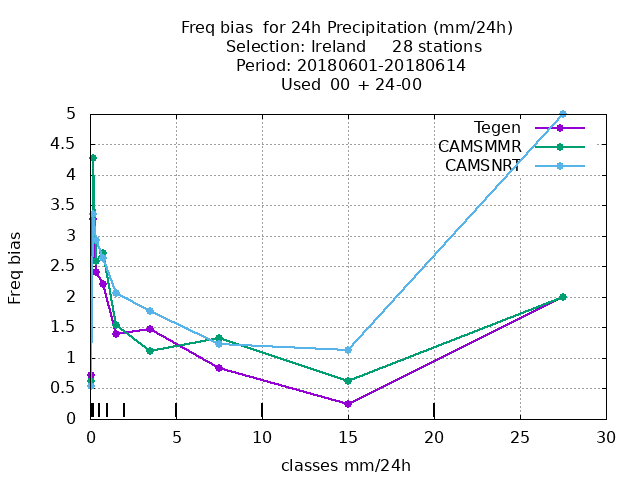 Freq bias  for 24h Precipitation (mm/24h)
Selection: Ireland     28 stations
Period: 20180601-20180614
Used  00 + 24-00
Tegen
CAMSMMR
CAMSNRT
Freq bias
5
4.5
4
3.5
3
2.5
2
1.5
1
0.5
0
0 5 10 15 20 25 30
classes mm/24h